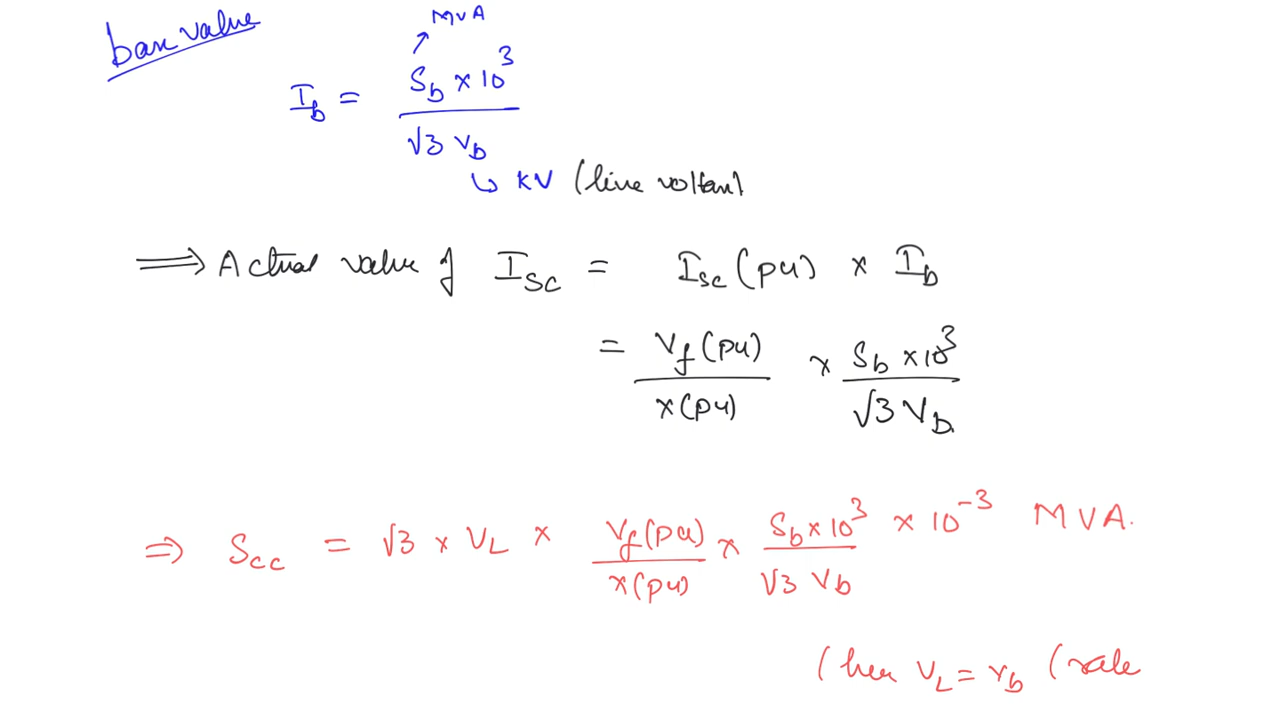 base value
MVA
I_b = S_b × 10^3 / √3 V_b
↳ KV (line voltage)
⟹ Actual value of I_SC = I_SC (pu) × I_b
= V_f (pu) / x (pu) × S_b × 10^3 / √3 V_b
⇒ S_CC = √3 × V_L × V_f (pu) / x (pu) × S_b × 10^3 / √3 V_b × 10^-3 MVA.
(here V_L = V_b (rate